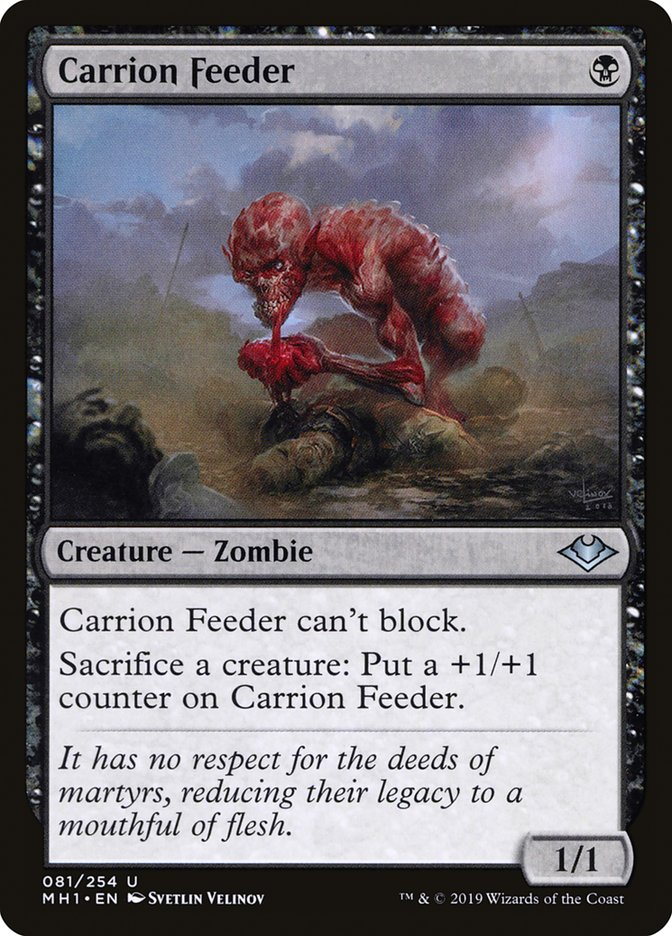 Carrion Feeder
VELINOV
2018
Creature — Zombie
Carrion Feeder can't block.
Sacrifice a creature: Put a +1/+1
counter on Carrion Feeder.
It has no respect for the deeds of
martyrs, reducing their legacy to a
mouthful of flesh.
1/1
081/254 U
MH1 • EN Svetlin Velinov
™ & © 2019 Wizards of the Coast